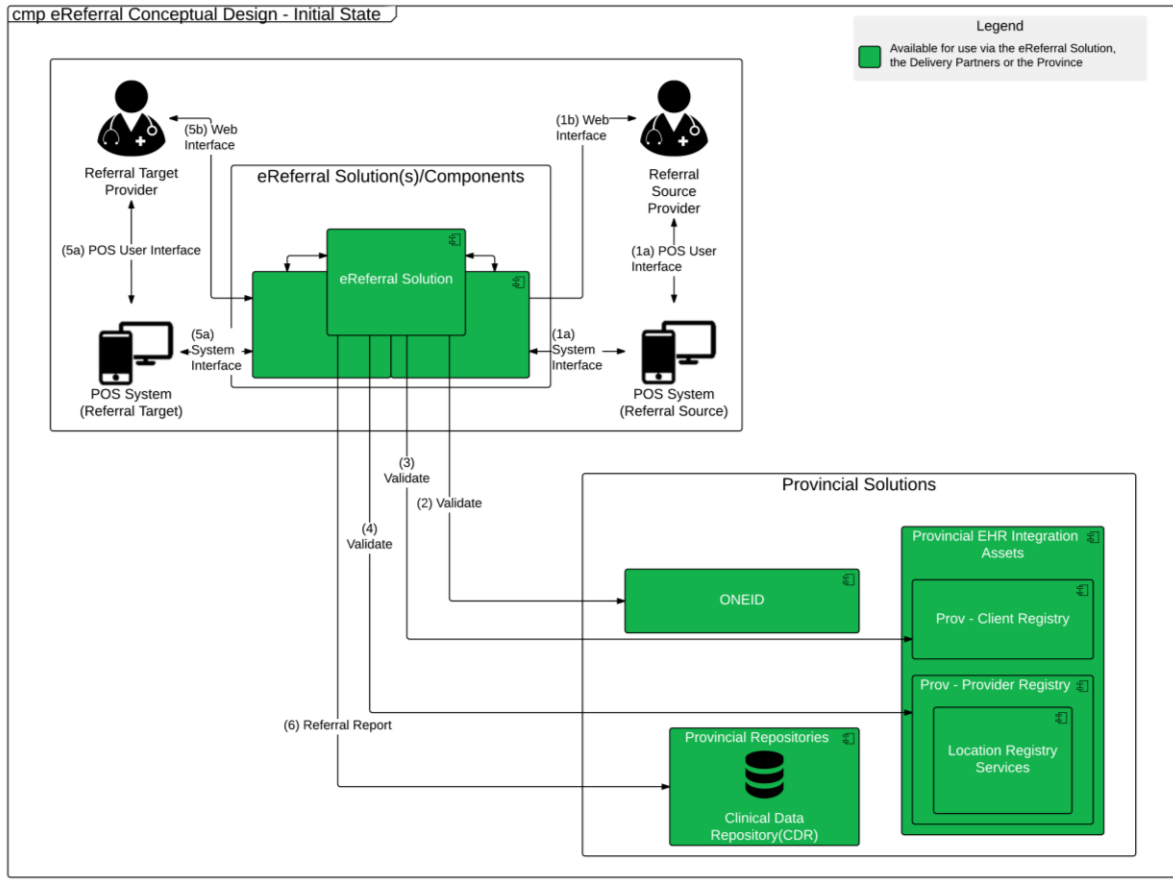 cmp eReferral Conceptual Design - Initial State
Legend
Available for use via the eReferral Solution,
the Delivery Partners or the Province
(5b) Web
Interface
(1b) Web
Interface
Referral Target
Provider
eReferral Solution(s)/Components
Referral
Source
Provider
(5a) POS User Interface
eReferral Solution
(1a) POS User
Interface
(5a)
System
Interface
(1a)
System
Interface
POS System
(Referral Target)
POS System
(Referral Source)
(3)
Validate
(2) Validate
(4)
Validate
Provincial Solutions
Provincial EHR Integration
Assets
ONEID
Prov - Client Registry
Prov - Provider Registry
(6) Referral Report
Provincial Repositories
Location Registry
Services
Clinical Data
Repository(CDR)